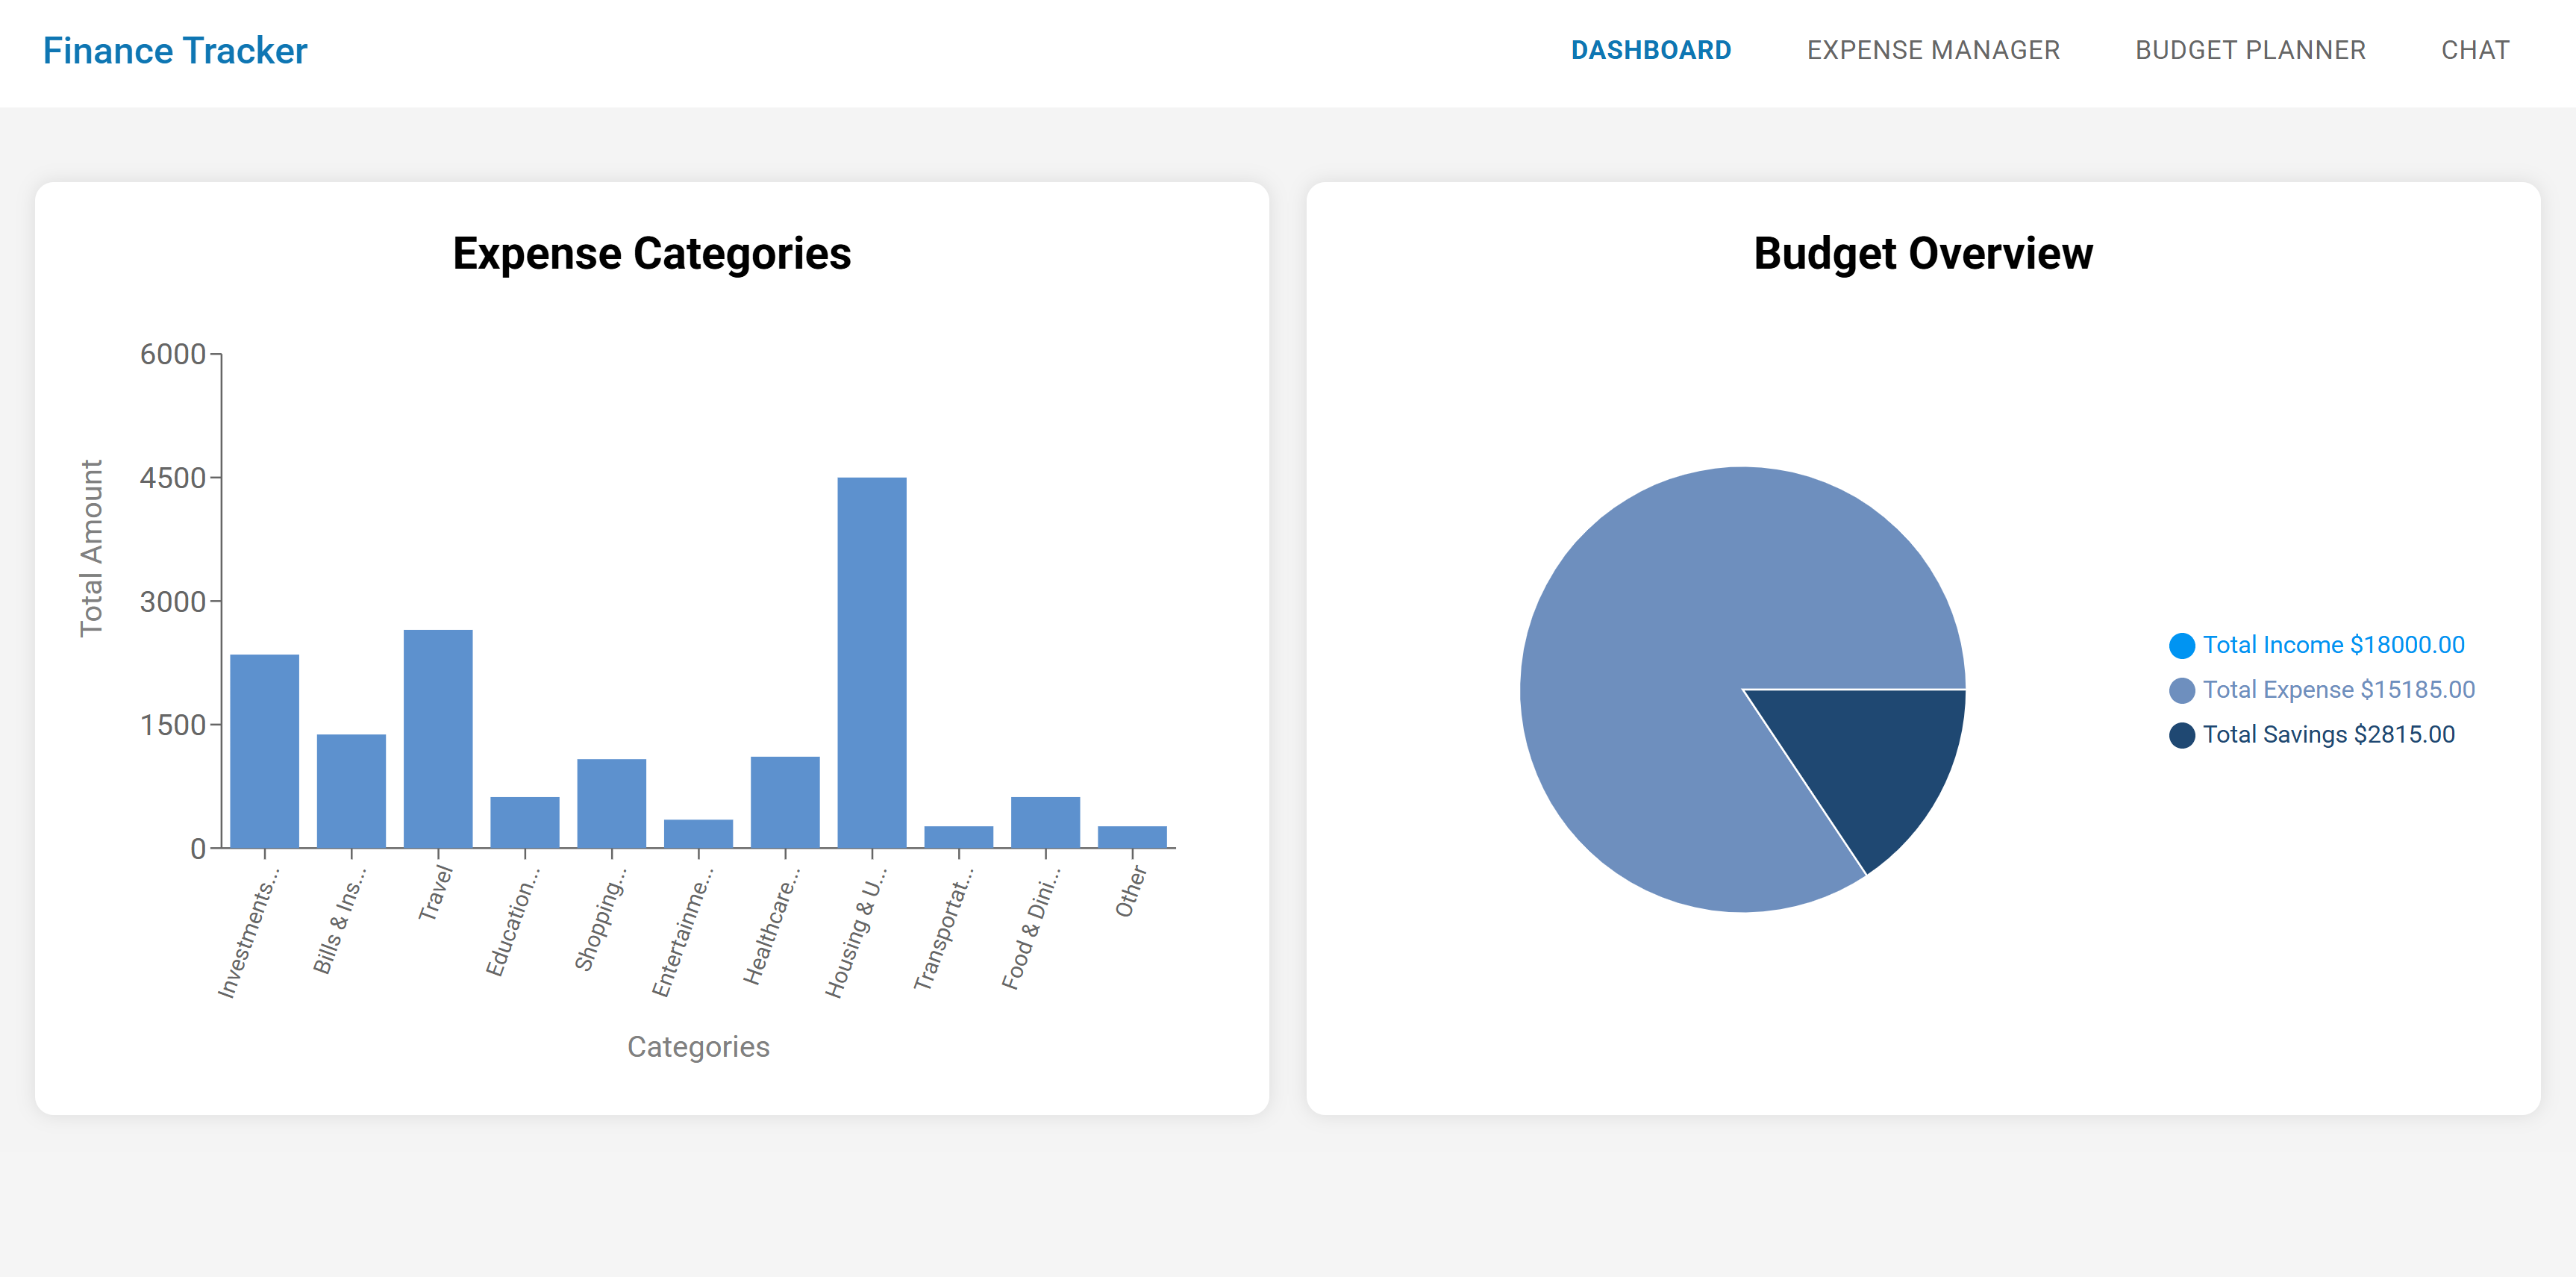 Finance Tracker
DASHBOARD
EXPENSE MANAGER
BUDGET PLANNER
CHAT
Expense Categories
Total Amount
6000
4500
3000
1500
0
Investments...
Bills & Ins...
Travel
Education...
Shopping...
Entertainme...
Healthcare...
Housing & U...
Transportat...
Food & Dini...
Other
Categories
Budget Overview
Total Income $18000.00
Total Expense $15185.00
Total Savings $2815.00